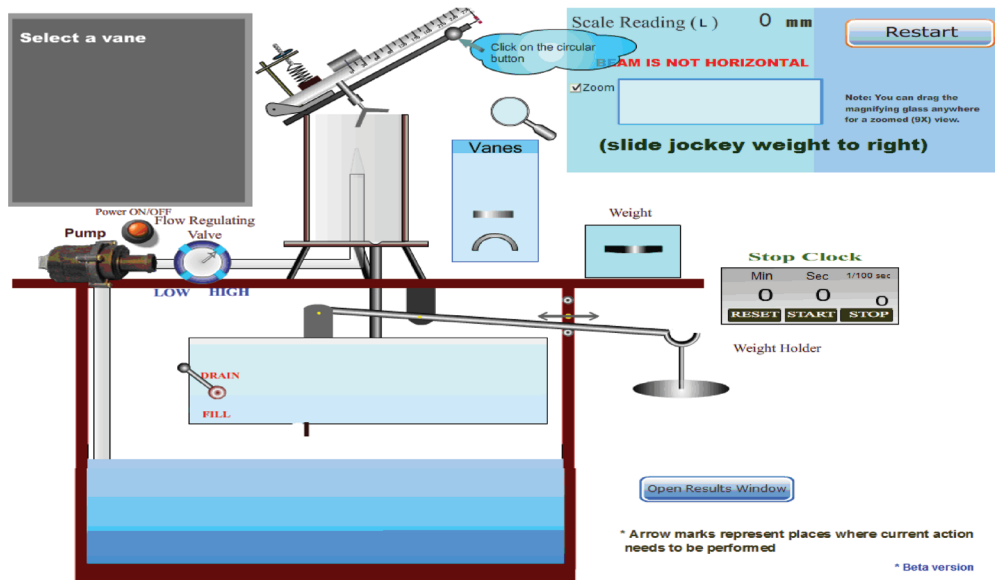 Select a vane
Scale Reading ( L ) 0 mm
Restart
Click on the circular
button
BEAM IS NOT HORIZONTAL
Zoom
Note: You can drag the
magnifying glass anywhere
for a zoomed (9X) view.
(slide jockey weight to right)
Vanes
Power ON/OFF
Flow Regulating
Valve
Pump
LOW HIGH
Weight
Stop Clock
Min Sec 1/100 sec
0 0 0
RESET START STOP
Weight Holder
DRAIN
FILL
Open Results Window
* Arrow marks represent places where current action
needs to be performed
* Beta version